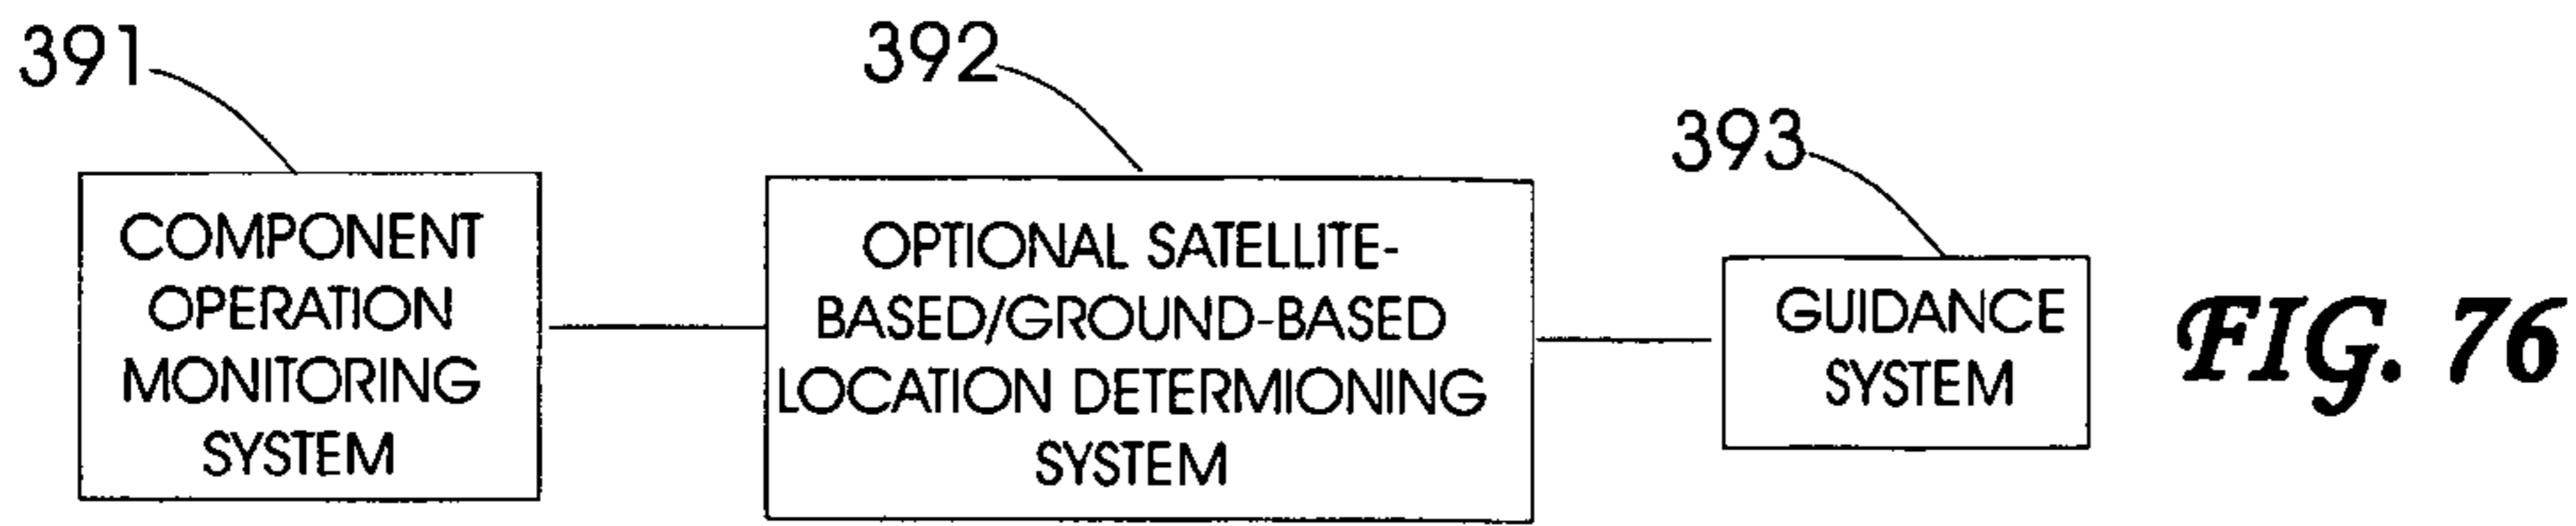 391
COMPONENT
OPERATION
MONITORING
SYSTEM
392
OPTIONAL SATELLITE-
BASED/GROUND-BASED
LOCATION DETERMIONING
SYSTEM
393
GUIDANCE
SYSTEM
FIG. 76